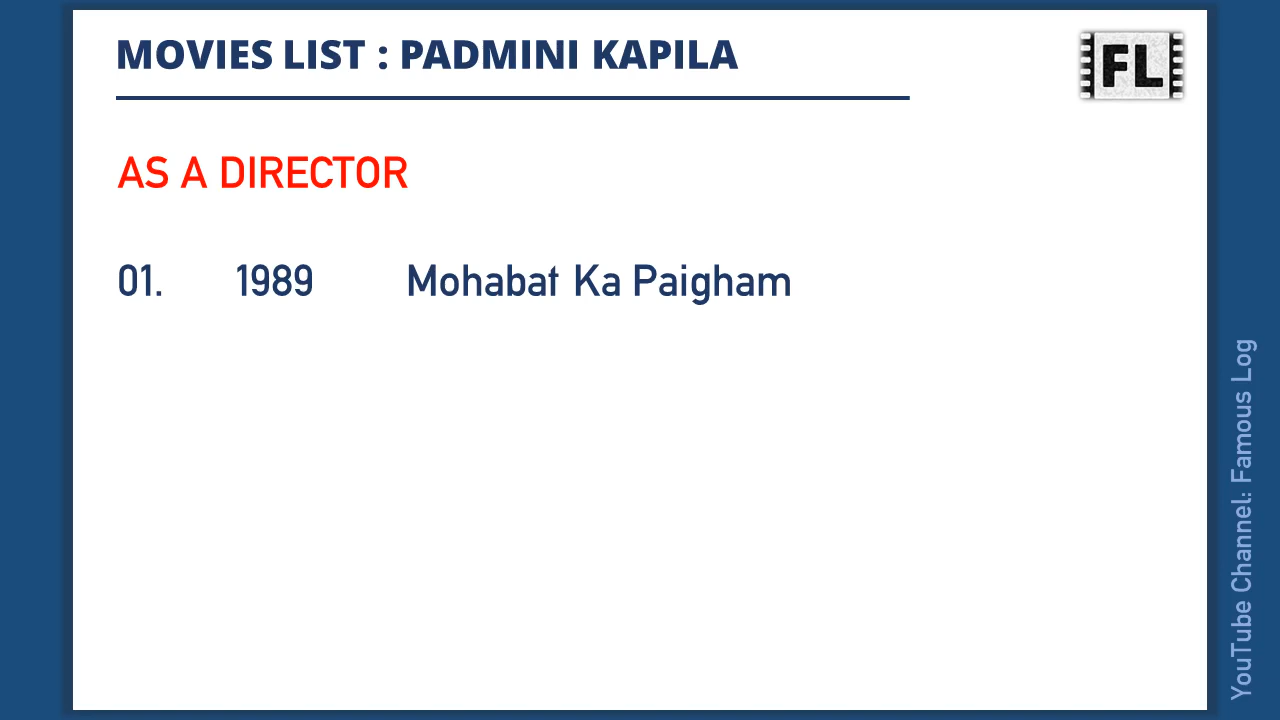 MOVIES LIST : PADMINI KAPILA
FL
AS A DIRECTOR
01. 1989 Mohabat Ka Paigham
YouTube Channel: Famous Log